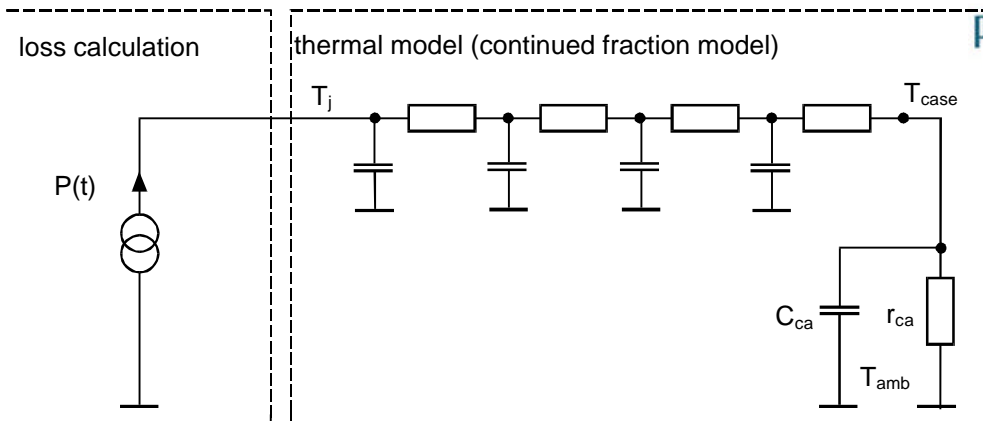 loss calculation
thermal model (continued fraction model)
Tj
Tcase
P(t)
Cca
rca
Tamb